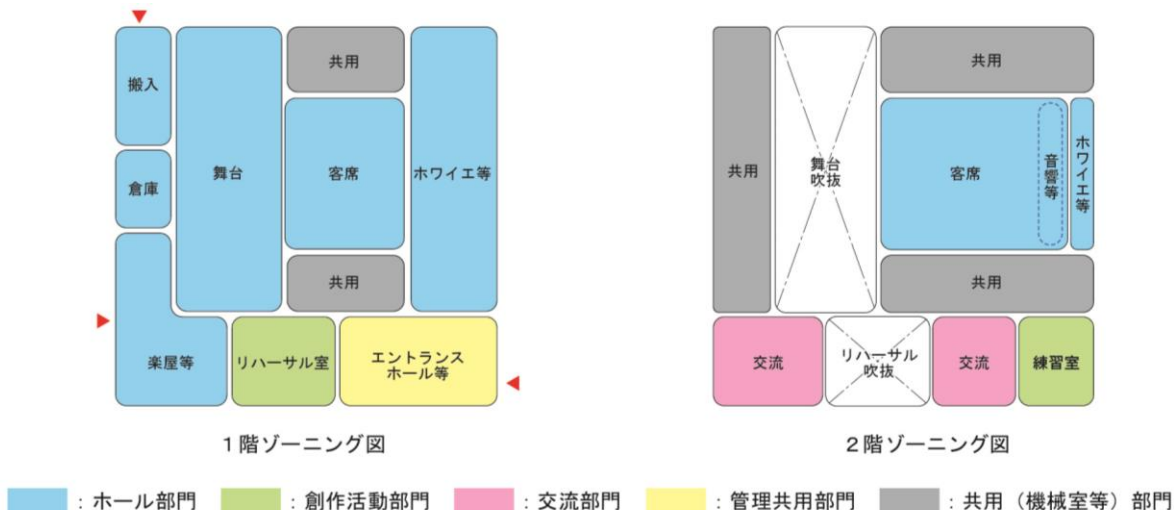 搬入
倉庫
楽屋等
舞台
共用
客席
共用
ホワイエ等
リハーサル室
エントランス
ホール等
1階ゾーニング図
共用
舞台
吹抜
共用
客席
音響等
ホワイエ等
共用
交流
リハーサル
吹抜
交流
練習室
2階ゾーニング図
:ホール部門 :創作活動部門 :交流部門 :管理共用部門 :共用(機械室等)部門